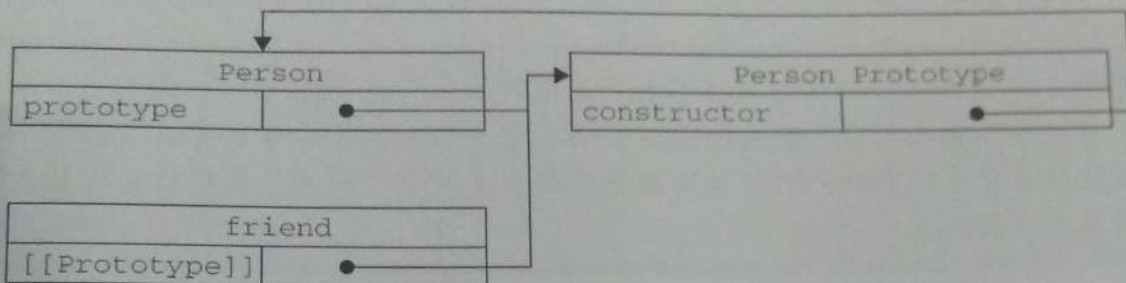 Person
prototype
Person Prototype
constructor
friend
[[Prototype]]